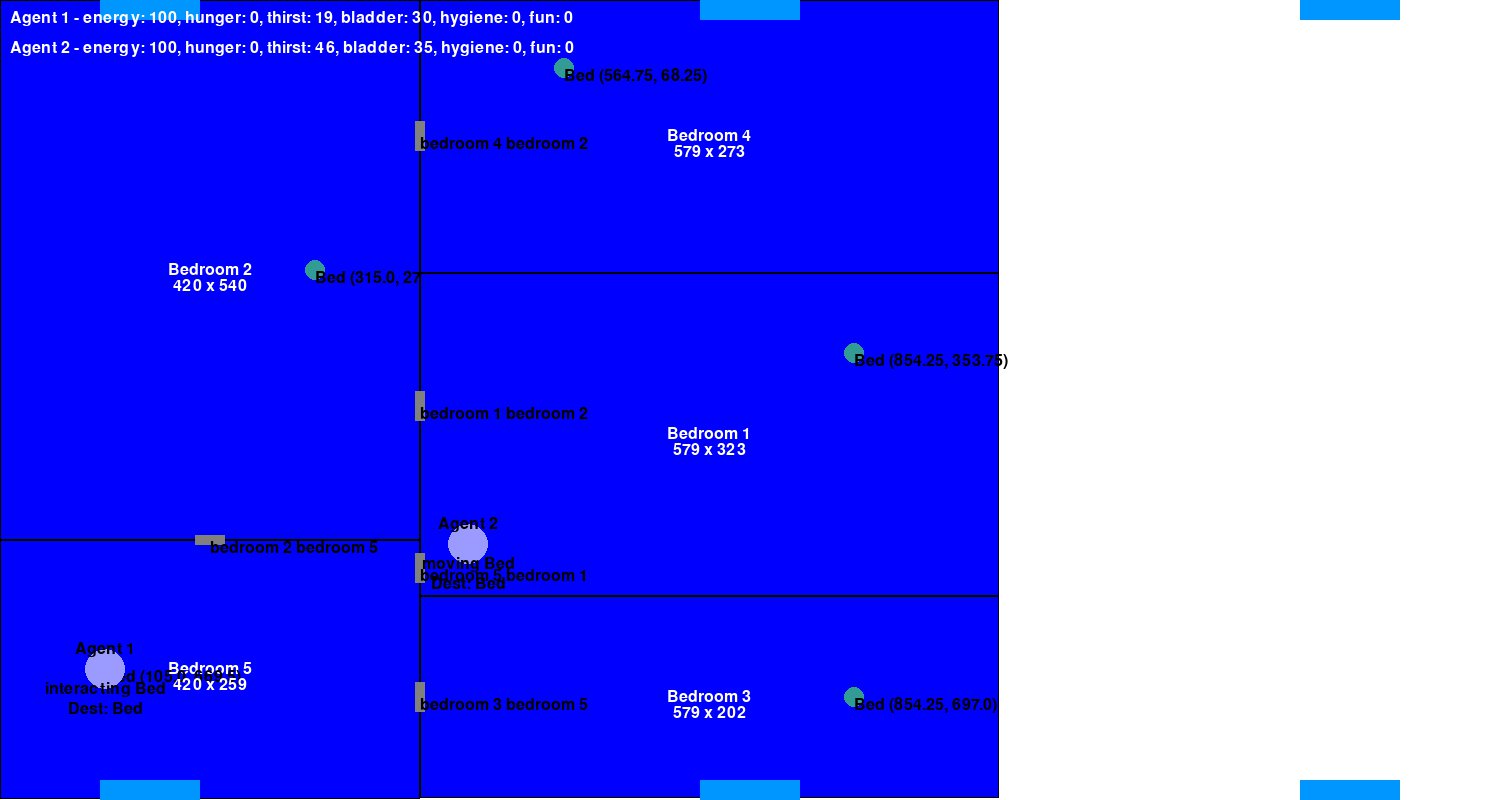 Agent 1 - energy: 100, hunger: 0, thirst: 19, bladder: 30, hygiene: 0, fun: 0
Agent 2 - energy: 100, hunger: 0, thirst: 46, bladder: 35, hygiene: 0, fun: 0
Bed (564.75, 68.25)
Bedroom 4
579 x 273
bedroom 4 bedroom 2
Bedroom 2
420 x 540
Bed (315.0, 27
Bed (854.25, 353.75)
bedroom 1 bedroom 2
Bedroom 1
579 x 323
Agent 2
moving Bed
Dest: Bed
bedroom 2 bedroom 5
bedroom 5 bedroom 1
Agent 1
interacting Bed
Dest: Bed
Bedroom 5
420 x 259
bedroom 3 bedroom 5
Bedroom 3
579 x 202
Bed (854.25, 697.0)